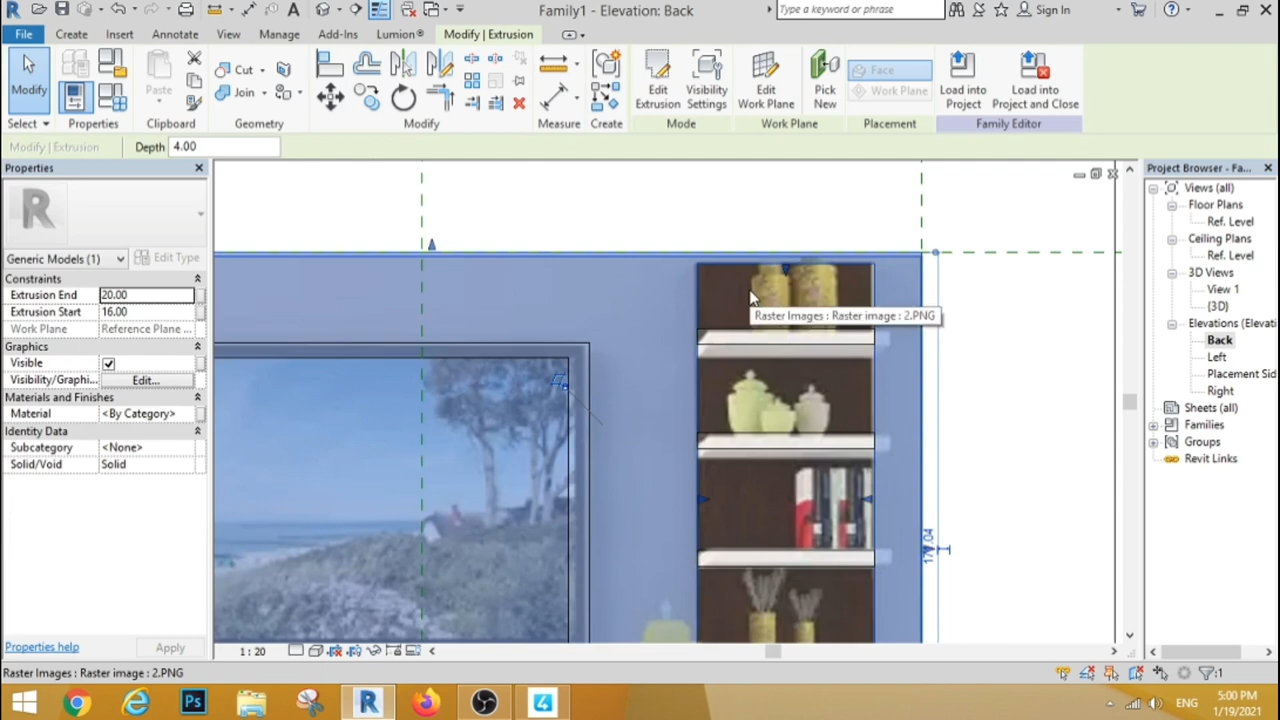 Family1 - Elevation: Back
Type a keyword or phrase
Sign In
File
Create
Insert
Annotate
View
Manage
Add-Ins
Lumion®
Modify | Extrusion
Modify
Paste
Cut
Join
Edit
Extrusion
Visibility
Settings
Edit
Work Plane
Pick
New
Face
Work Plane
Load into
Project
Load into
Project and Close
Select
Properties
Clipboard
Geometry
Modify
Measure
Create
Mode
Work Plane
Placement
Family Editor
Modify | Extrusion
Depth 4.00
Properties
Generic Models (1)
Edit Type
Constraints
Extrusion End 20.00
Extrusion Start 16.00
Work Plane Reference Plane ...
Graphics
Visible
Visibility/Graphi... Edit...
Materials and Finishes
Material <By Category>
Identity Data
Subcategory <None>
Solid/Void Solid
Properties help
Apply
Raster Images : Raster image : 2.PNG
Project Browser - Fa...
Views (all)
Floor Plans
Ref. Level
Ceiling Plans
Ref. Level
3D Views
View 1
{3D}
Elevations (Elevati
Back
Left
Placement Sid
Right
Sheets (all)
Families
Groups
Revit Links
1 : 20
Raster Images : Raster image : 2.PNG
:1
Ps
R
4
ENG
5:00 PM
1/19/2021